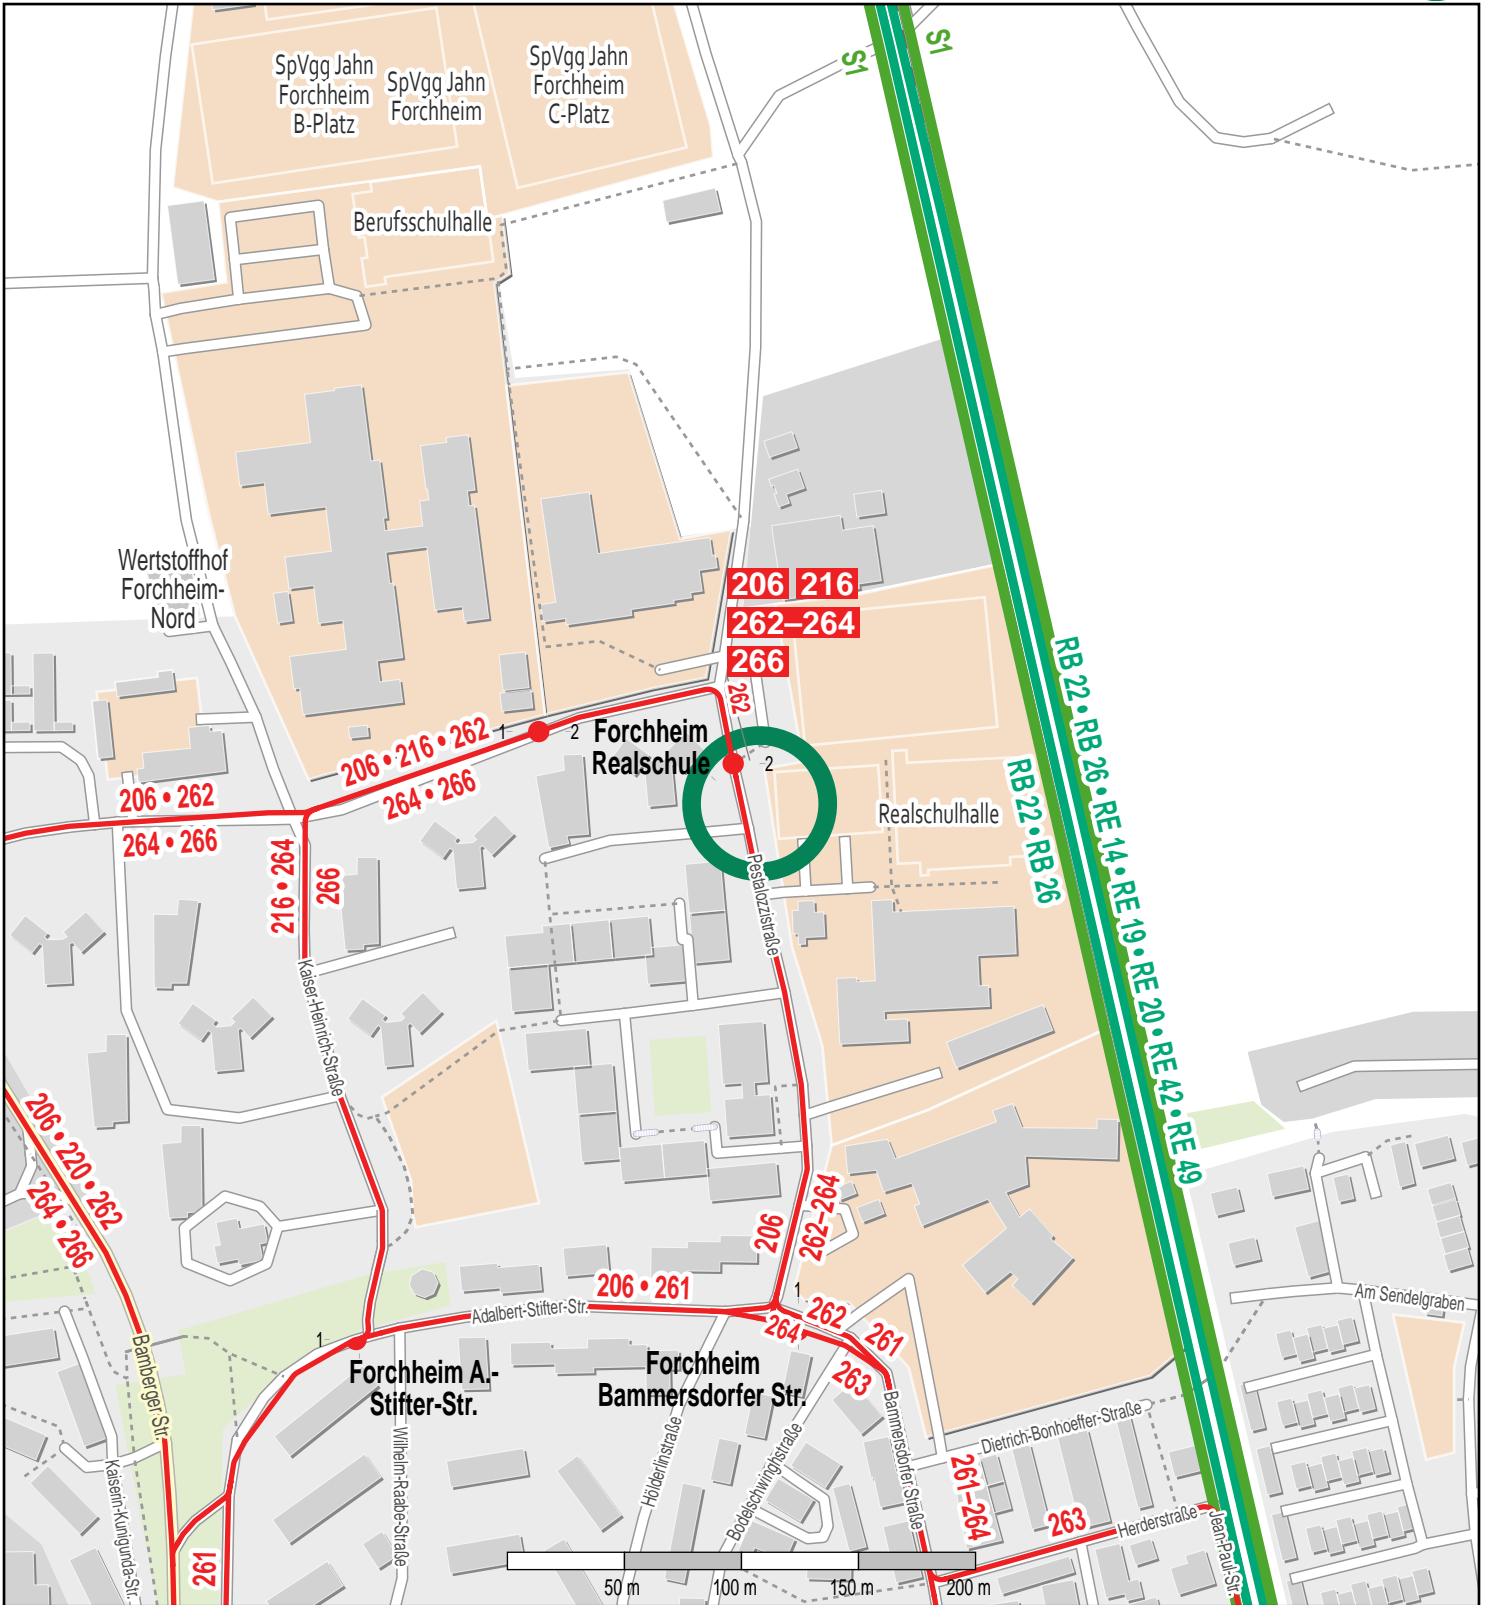 S1
S1
SpVgg Jahn
Forchheim
B-Platz
SpVgg Jahn
Forchheim
SpVgg Jahn
Forchheim
C-Platz
Berufsschulhalle
Wertstoffhof
Forchheim-
Nord
206 216
262–264
266
262
1
2
Forchheim
Realschule
2
206 • 216 • 262
264 • 266
206 • 262
264 • 266
216 • 264
266
Realschulhalle
RB 22 • RB 26 • RE 14 • RE 19 • RE 20 • RE 42 • RE 49
RB 22 • RB 26
Pestalozzistraße
Kaiser-Heinrich-Straße
206 • 220 • 262
264 • 266
206
262–264
206 • 261
Adalbert-Stifter-Str.
1
262
264
261
263
1
Forchheim A.-
Stifter-Str.
Forchheim
Bammersdorfer Str.
Am Sendelgraben
Bamberger Str.
Kaiserin-Kunigunda-Str.
Wilhelm-Raabe-Straße
Hölderlinstraße
Bodelschwinghstraße
Bammersdorfer Straße
Dietrich-Bonhoeffer-Straße
261–264
263
Herderstraße
Jean-Paul-Str.
261
50 m
100 m
150 m
200 m